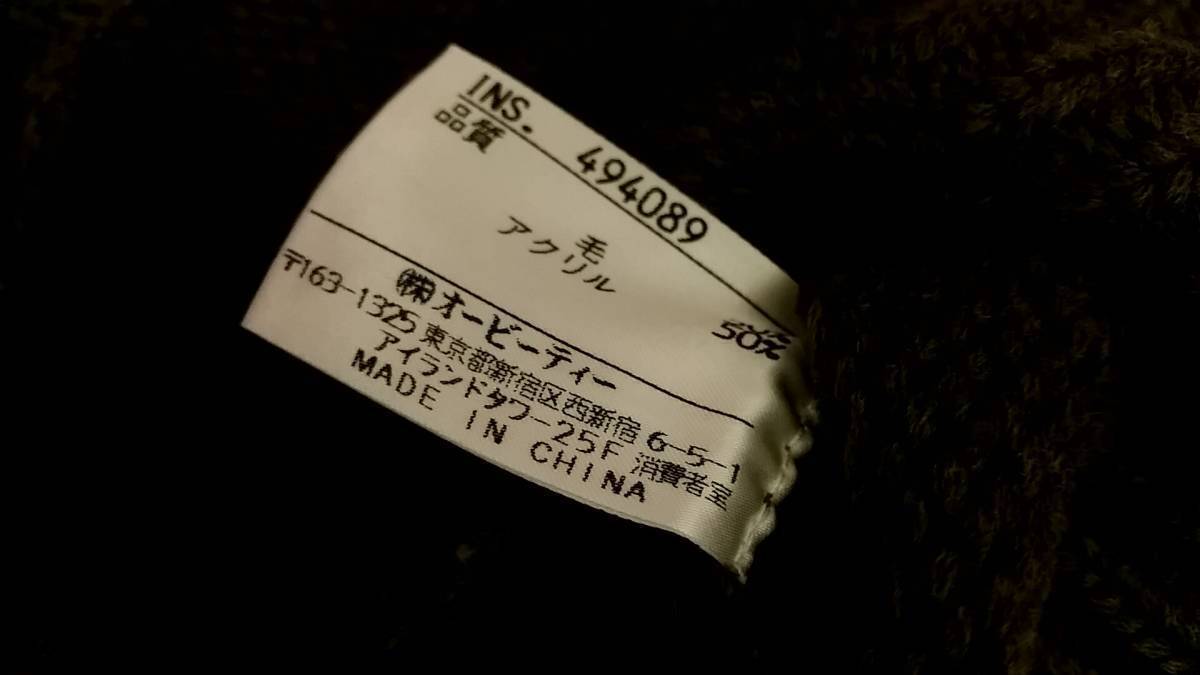 INS. 494089
品質
毛
アクリル 50%
㈱オービーティー
〒163-1325 東京都新宿区西新宿 6-5-1
アイランドタワー25F 消費者室
MADE IN CHINA